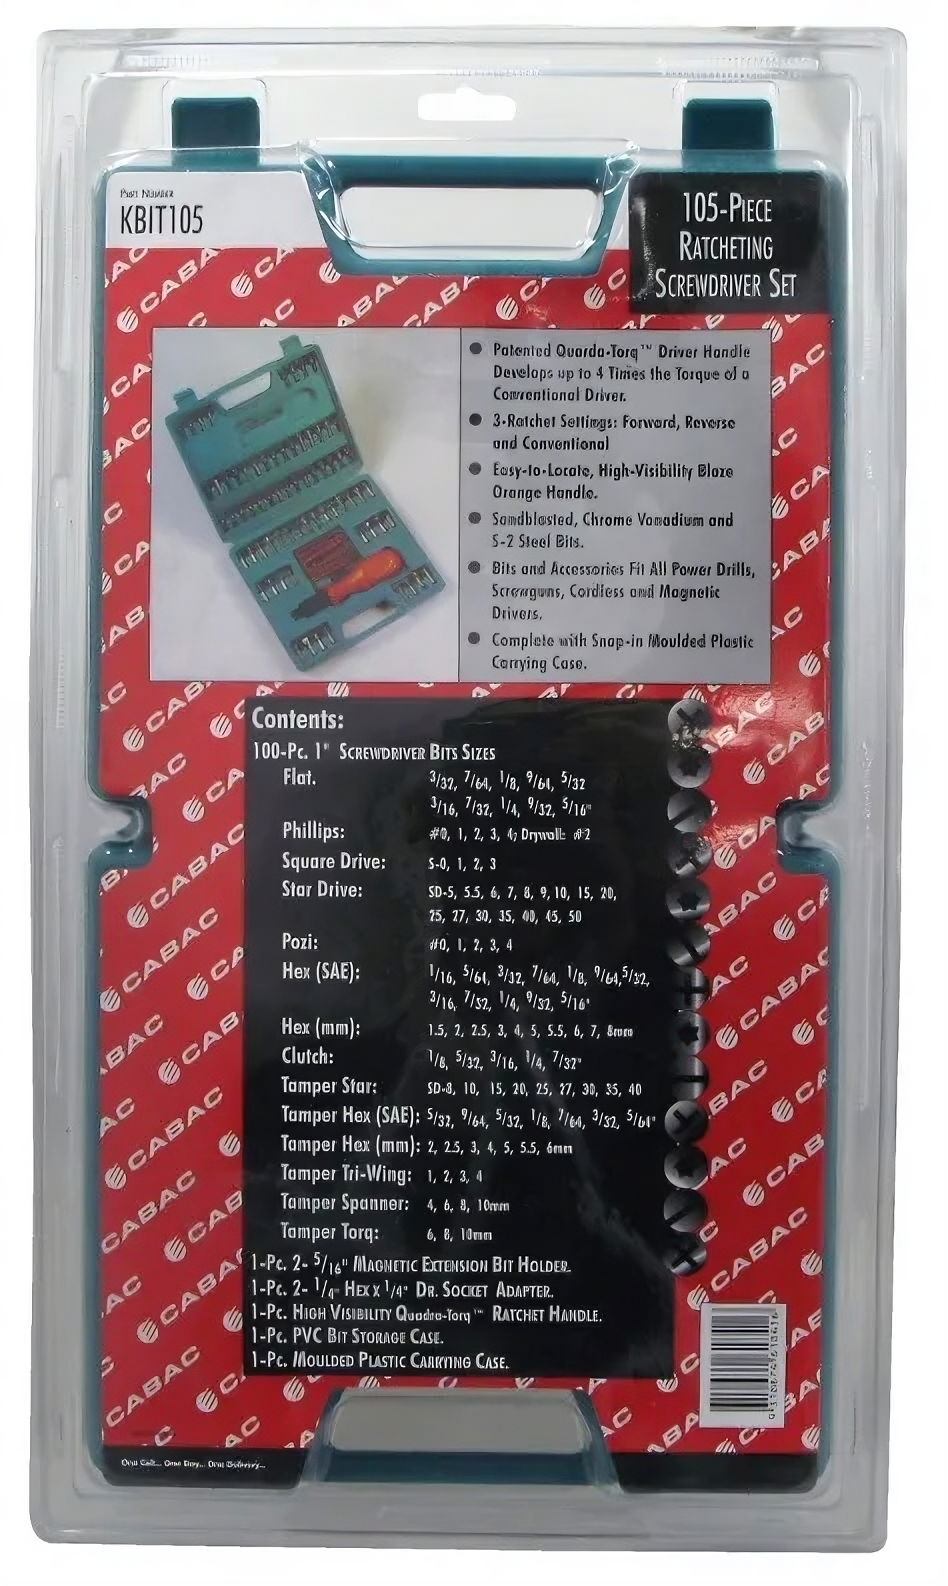 Part Number
KBIT105
105-Piece
Ratcheting
Screwdriver Set
CABAC
• Patented Quarda-Torq™ Driver Handle
Develops up to 4 Times the Torque of a
Conventional Driver.
• 3-Ratchet Settings: Forward, Reverse
and Conventional
• Easy-to-Locate, High-Visibility Blaze
Orange Handle.
• Sandblasted, Chrome Vanadium and
S-2 Steel Bits.
• Bits and Accessories Fit All Power Drills,
Screwguns, Cordless and Magnetic
Drivers.
• Complete with Snap-in Moulded Plastic
Carrying Case.
Contents:
100-Pc. 1" Screwdriver Bits Sizes
Flat. 3/32, 7/64, 1/8, 9/64, 5/32
3/16, 7/32, 1/4, 9/32, 5/16"
Phillips: #0, 1, 2, 3, 4; Drywall: #2
Square Drive: S-0, 1, 2, 3
Star Drive: SD-5, 5.5, 6, 7, 8, 9, 10, 15, 20,
25, 27, 30, 35, 40, 45, 50
Pozi: #0, 1, 2, 3, 4
Hex (SAE): 1/16, 5/64, 3/32, 7/64, 1/8, 9/64, 5/32,
3/16, 7/32, 1/4, 9/32, 5/16"
Hex (mm): 1.5, 2, 2.5, 3, 4, 5, 5.5, 6, 7, 8mm
Clutch: 1/8, 5/32, 3/16, 1/4, 7/32"
Tamper Star: SD-8, 10, 15, 20, 25, 27, 30, 35, 40
Tamper Hex (SAE): 5/32, 9/64, 5/32, 1/8, 7/64, 3/32, 5/64"
Tamper Hex (mm): 2, 2.5, 3, 4, 5, 5.5, 6mm
Tamper Tri-Wing: 1, 2, 3, 4
Tamper Spanner: 4, 6, 8, 10mm
Tamper Torq: 6, 8, 10mm
1-Pc. 2- 5/16" Magnetic Extension Bit Holder.
1-Pc. 2- 1/4" Hex x 1/4" Dr. Socket Adapter.
1-Pc. High Visibility Quadra-Torq™ Ratchet Handle.
1-Pc. PVC Bit Storage Case.
1-Pc. Moulded Plastic Carrying Case.
One Call... One Day... One Delivery...